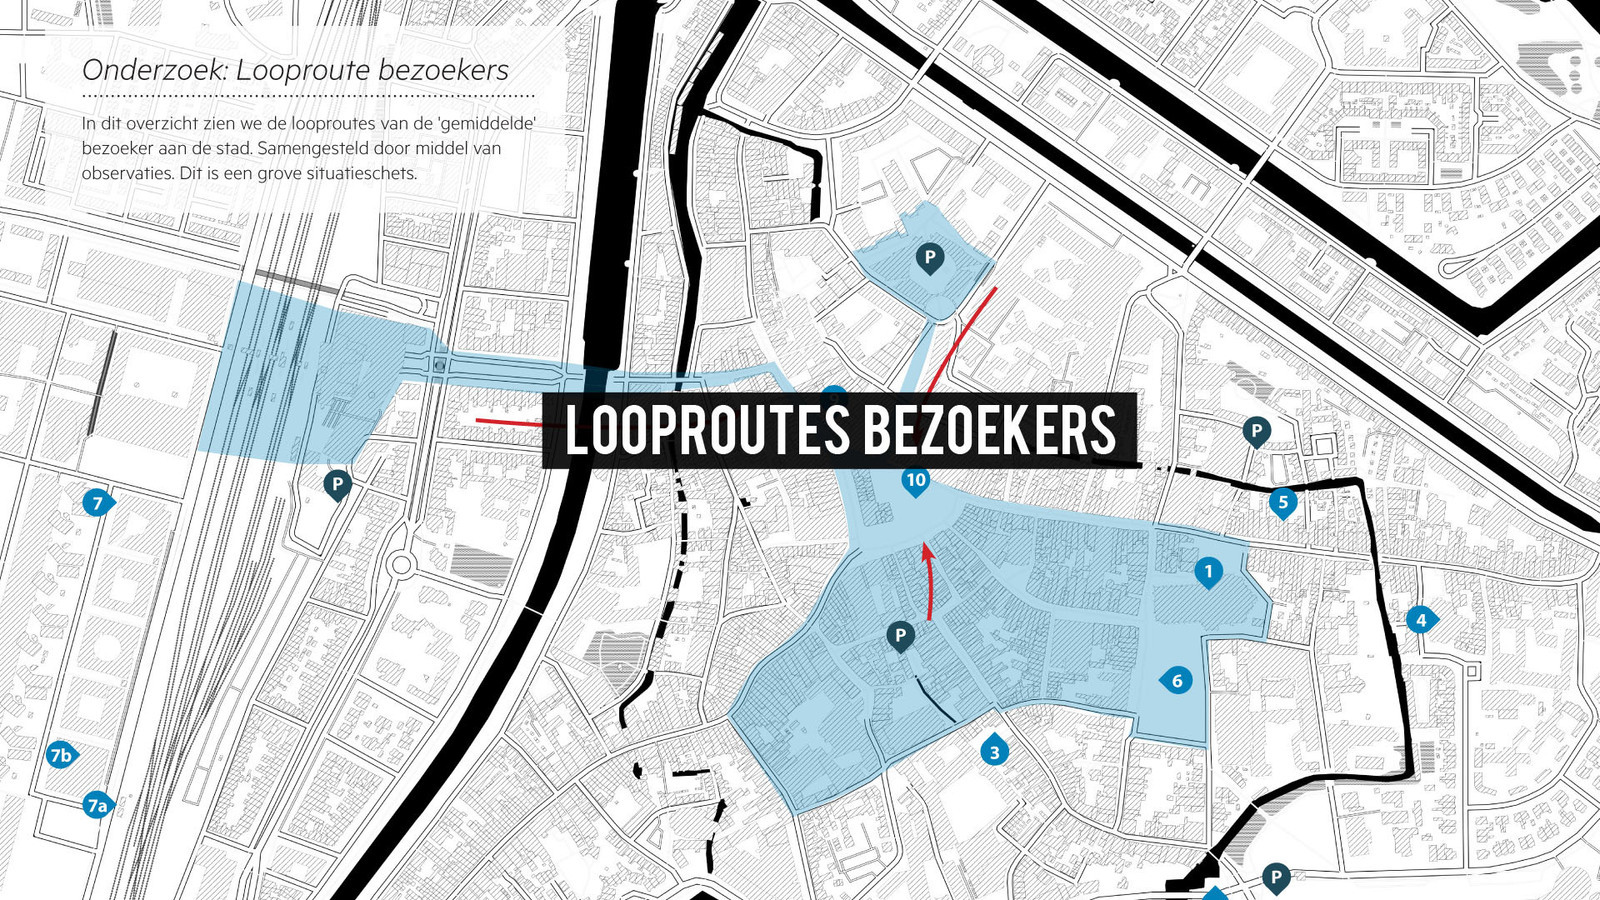 Onderzoek: Looproute bezoekers
In dit overzicht zien we de looproutes van de 'gemiddelde'
bezoeker aan de stad. Samengesteld door middel van
observaties. Dit is een grove situatieschets.
P
9
LOOPROUTES BEZOEKERS
P
10
P
7
5
1
4
P
6
3
7b
7a
P